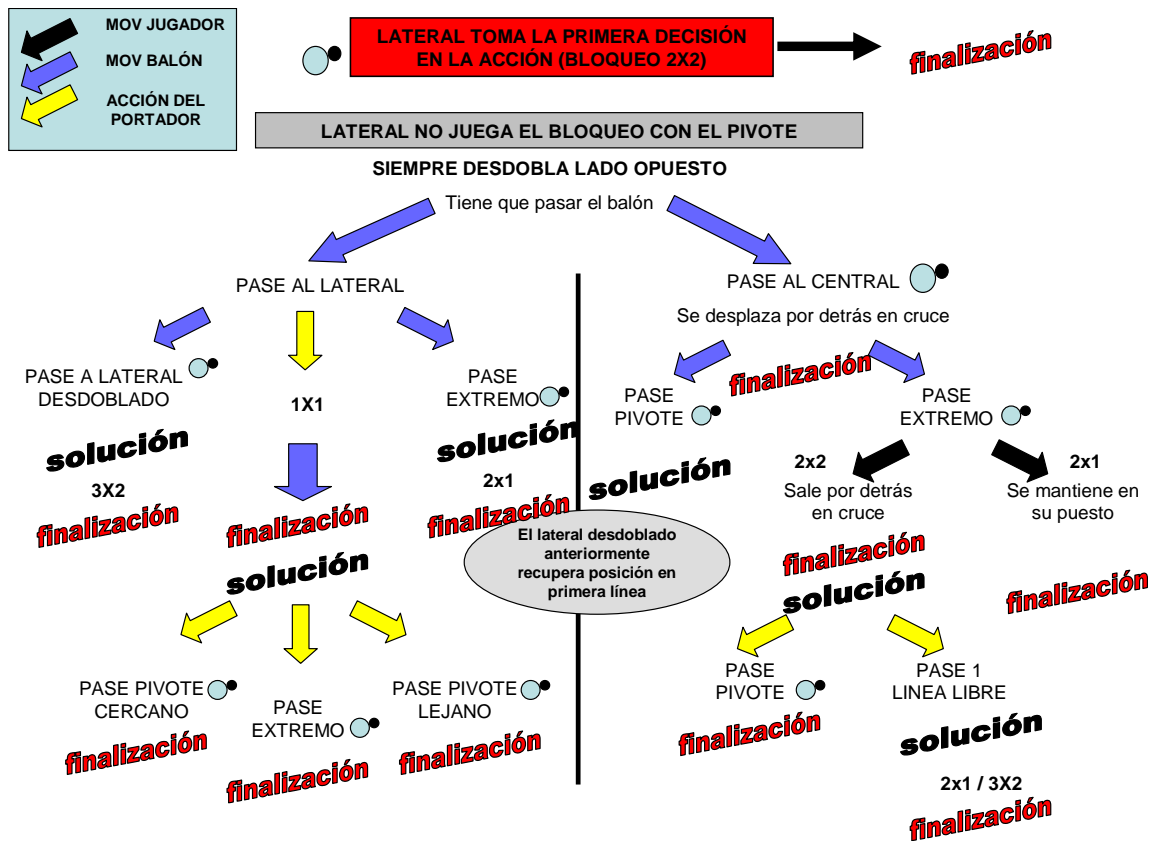 MOV JUGADOR
MOV BALÓN
ACCIÓN DEL
PORTADOR
LATERAL TOMA LA PRIMERA DECISIÓN
EN LA ACCIÓN (BLOQUEO 2X2)
finalización
LATERAL NO JUEGA EL BLOQUEO CON EL PIVOTE
SIEMPRE DESDOBLA LADO OPUESTO
Tiene que pasar el balón
PASE AL LATERAL
PASE A LATERAL
DESDOBLADO
solución
3X2
finalización
1X1
finalización
solución
PASE
EXTREMO
solución
2x1
finalización
PASE PIVOTE
CERCANO
finalización
PASE
EXTREMO
finalización
PASE PIVOTE
LEJANO
finalización
El lateral desdoblado
anteriormente
recupera posición en
primera línea
PASE AL CENTRAL
Se desplaza por detrás en cruce
finalización
PASE
PIVOTE
solución
PASE
EXTREMO
2x2
Sale por detrás
en cruce
finalización
solución
2x1
Se mantiene en
su puesto
finalización
PASE
PIVOTE
finalización
PASE 1
LINEA LIBRE
solución
2x1 / 3X2
finalización